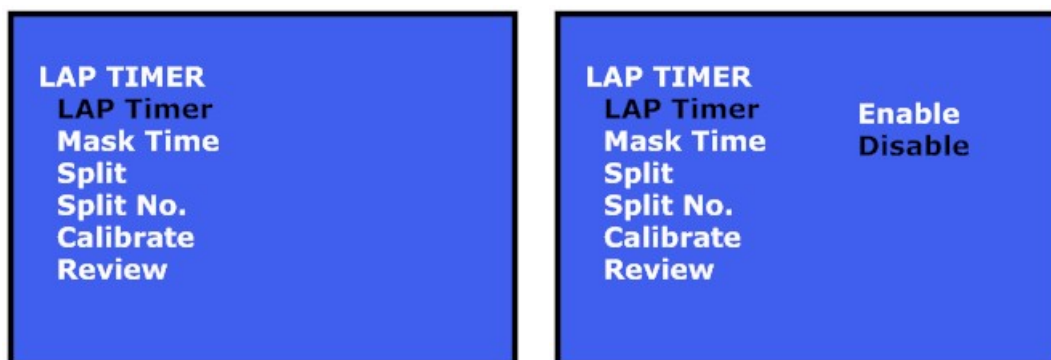 LAP TIMER
LAP Timer
Mask Time
Split
Split No.
Calibrate
Review
LAP TIMER
LAP Timer
Mask Time
Split
Split No.
Calibrate
Review
Enable
Disable